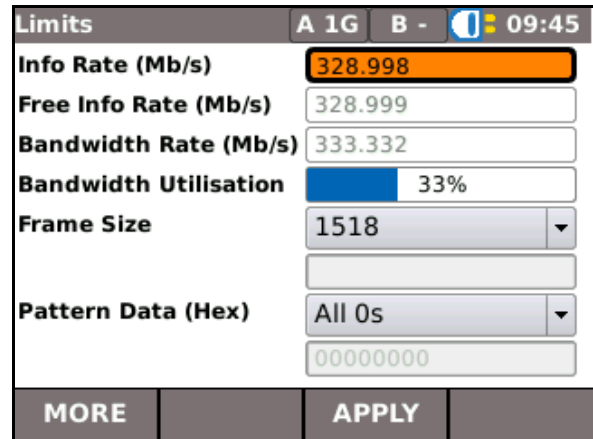 Limits A 1G B - 09:45
Info Rate (Mb/s) 328.998
Free Info Rate (Mb/s) 328.999
Bandwidth Rate (Mb/s) 333.332
Bandwidth Utilisation 33%
Frame Size 1518
Pattern Data (Hex) All 0s
00000000
MORE APPLY